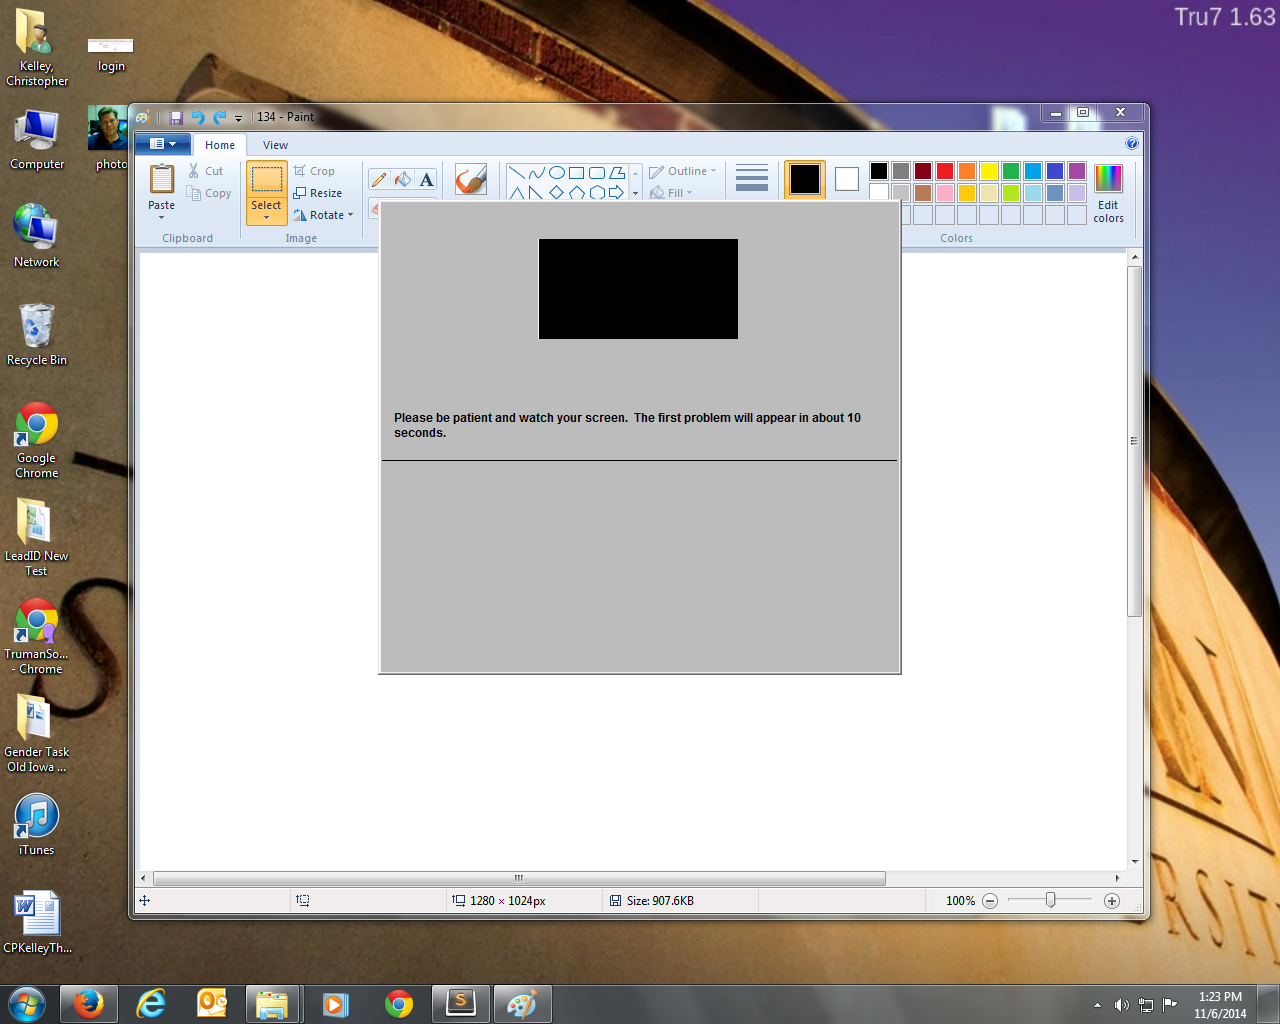 Tru7 1.63
Kelley,
Christopher
login
Computer
photo
Network
Recycle Bin
Google
Chrome
LeadID New
Test
TrumanSo...
- Chrome
Gender Task
Old Iowa ...
iTunes
CPKelleyTh...
134 - Paint
Home
View
Paste
Cut
Copy
Clipboard
Select
Crop
Resize
Rotate
Image
A
Outline
Fill
Edit
colors
Colors
Please be patient and watch your screen.  The first problem will appear in about 10
seconds.
1280 × 1024px
Size: 907.6KB
100%
RSIT
1:23 PM
11/6/2014